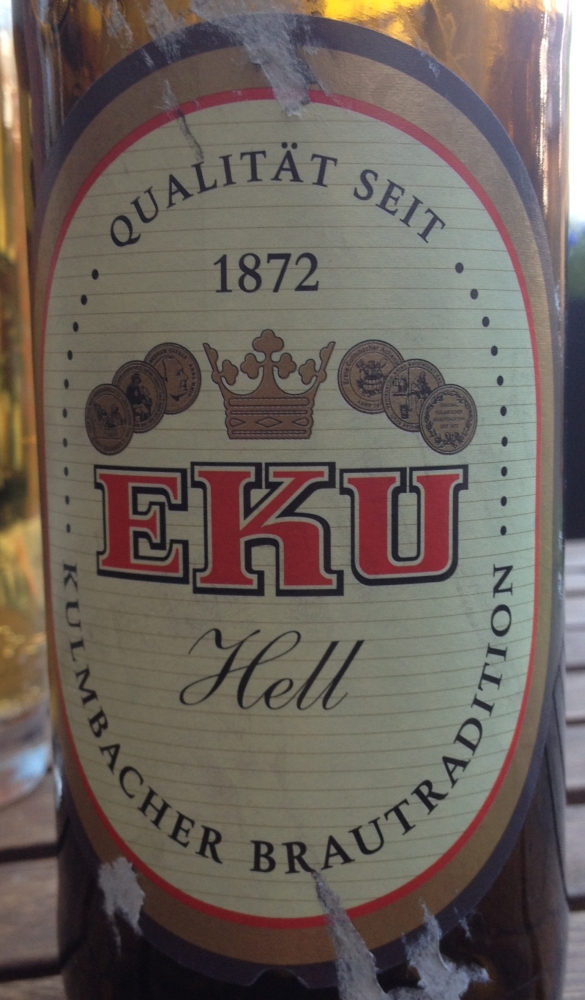 QUALITÄT SEIT
1872
EKU
Hell
KULMBACHER BRAUTRADITION